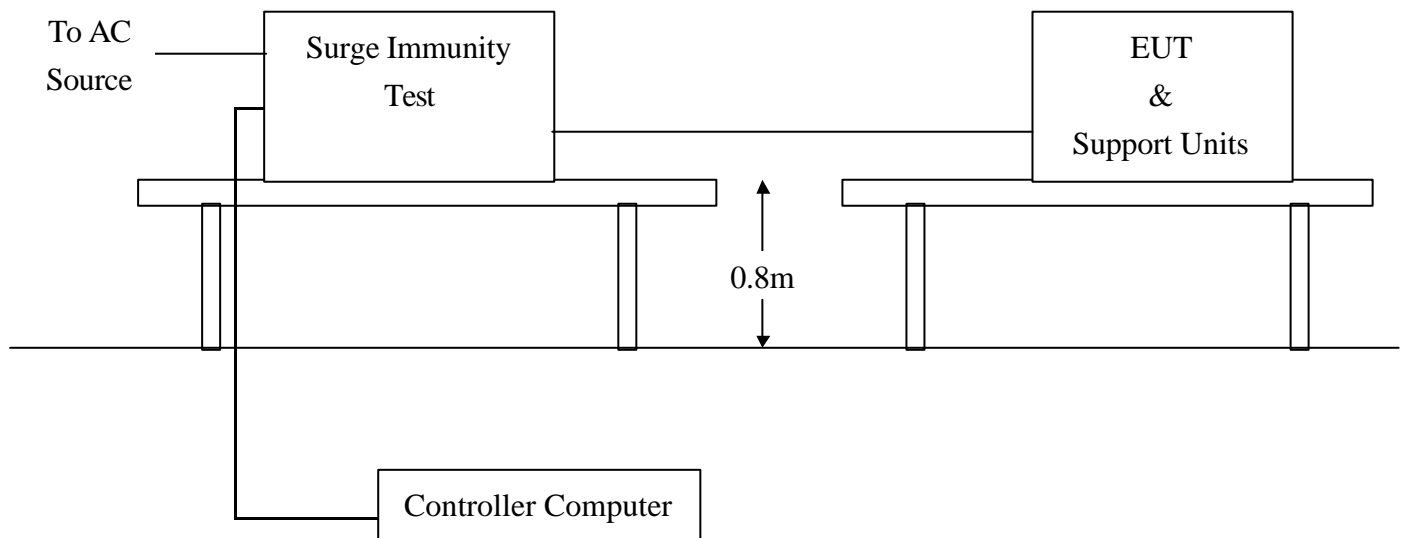 To AC
Source
Surge Immunity
Test
EUT
&
Support Units
0.8m
Controller Computer